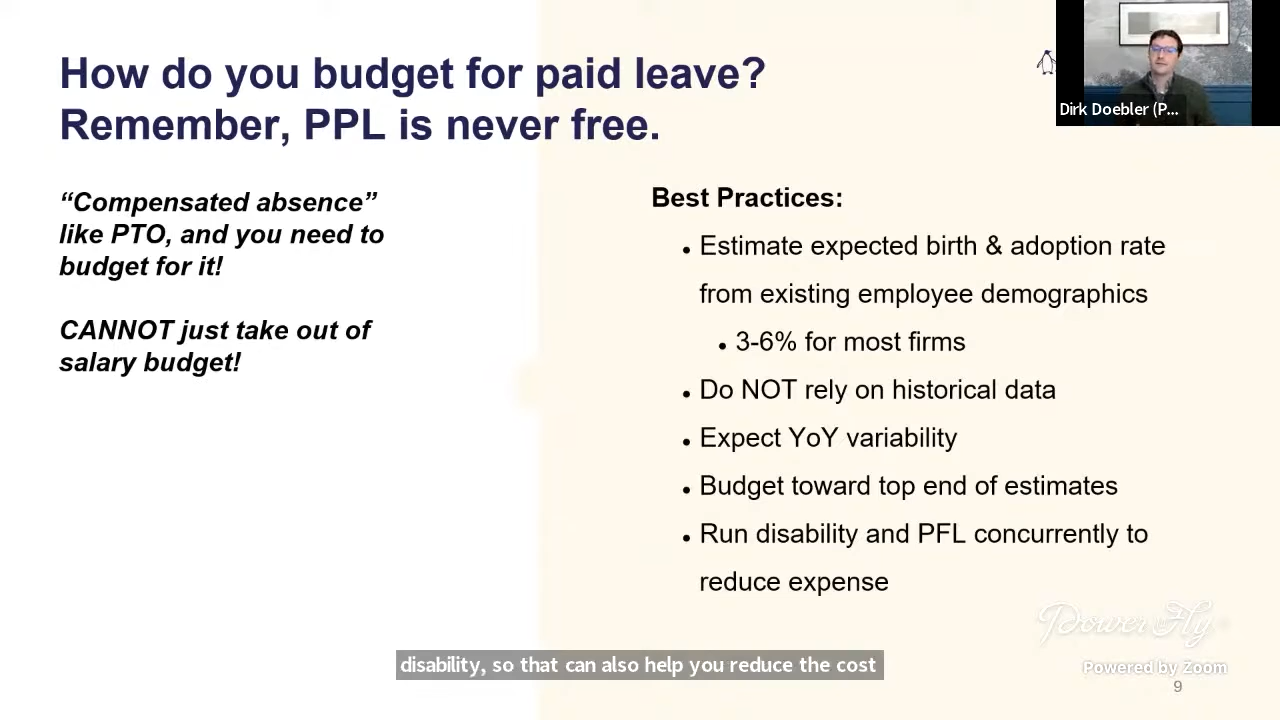 How do you budget for paid leave?
Remember, PPL is never free.
Dirk Doebler (P...
“Compensated absence”
like PTO, and you need to
budget for it!
CANNOT just take out of
salary budget!
Best Practices:
• Estimate expected birth & adoption rate
from existing employee demographics
• 3-6% for most firms
• Do NOT rely on historical data
• Expect YoY variability
• Budget toward top end of estimates
• Run disability and PFL concurrently to
reduce expense
Power to Fly
disability, so that can also help you reduce the cost
Powered by Zoom
9